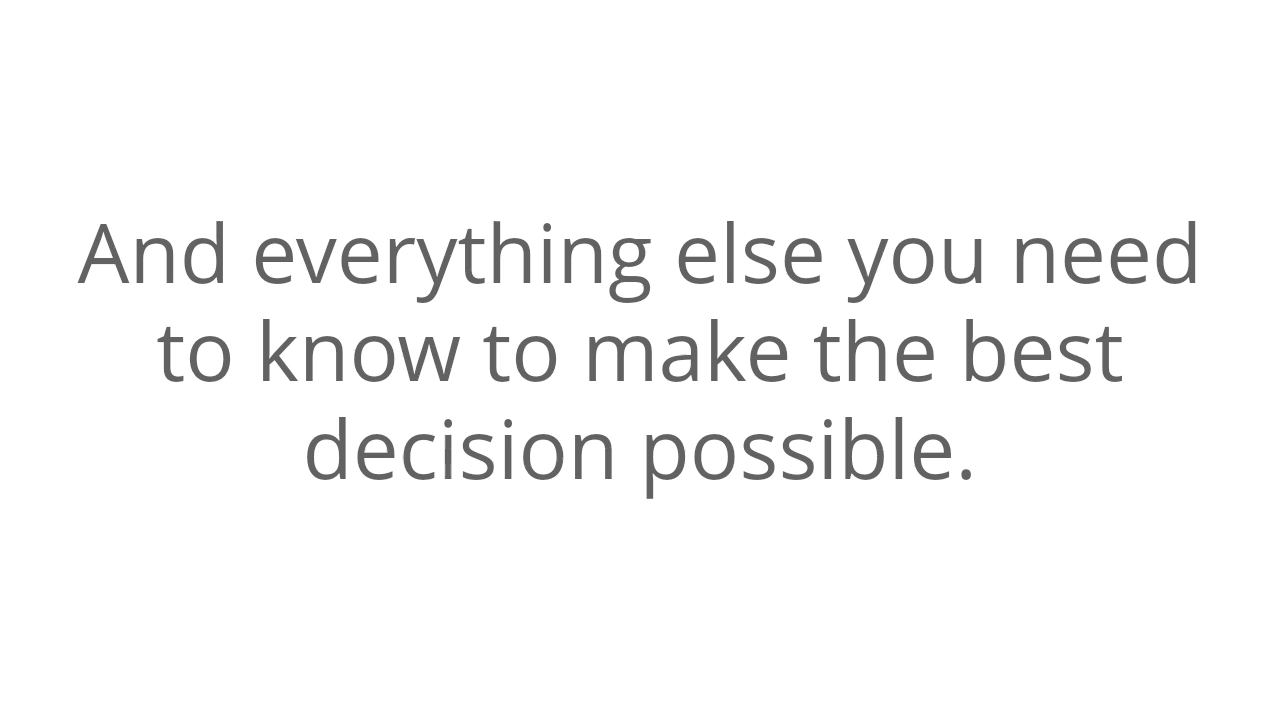 And everything else you need
to know to make the best
decision possible.